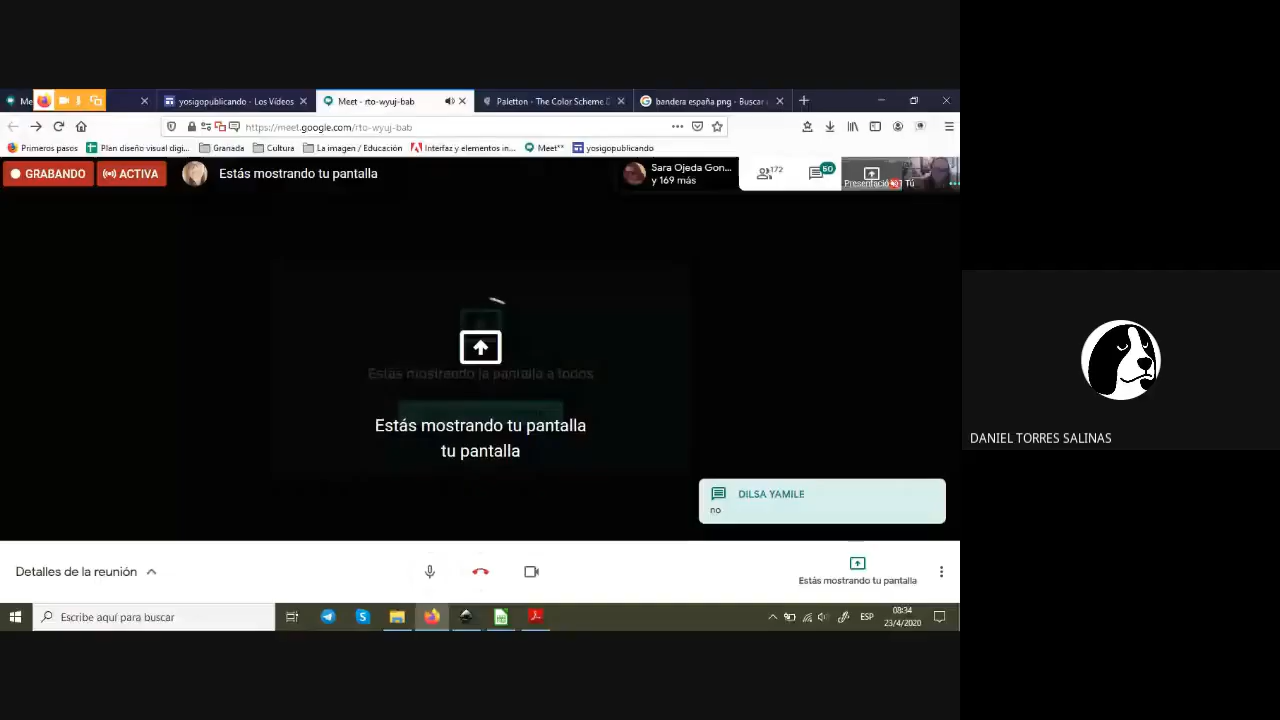 Me
yosigopublicando - Los Vídeos
Meet - rto-wyuj-bab
Paletton - The Color Scheme D
bandera españa png - Buscar
https://meet.google.com/rto-wyuj-bab
Primeros pasos
Plan diseño visual digi...
Granada
Cultura
La imagen / Educación
Interfaz y elementos in...
Meet**
yosigopublicando
GRABANDO
ACTIVA
Estás mostrando tu pantalla
Sara Ojeda Gon...
y 169 más
172
50
Presentació
Tú
Estás mostrando la pantalla a todos
Estás mostrando tu pantalla
tu pantalla
DILSA YAMILE
no
DANIEL TORRES SALINAS
Detalles de la reunión
Estás mostrando tu pantalla
Escribe aquí para buscar
ESP
08:34
23/4/2020